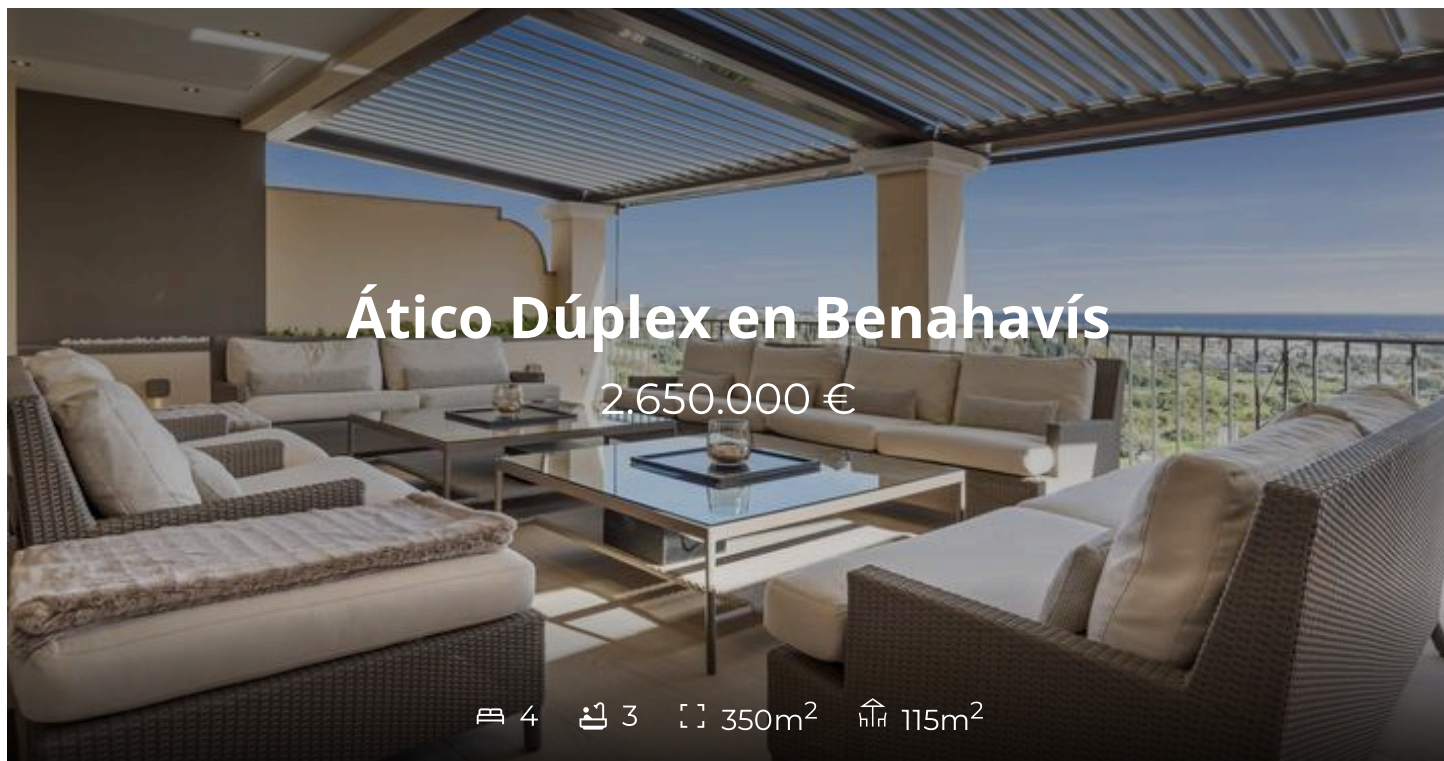 Ático Dúplex en Benahavís
2.650.000 €
4 3 350m² 115m²